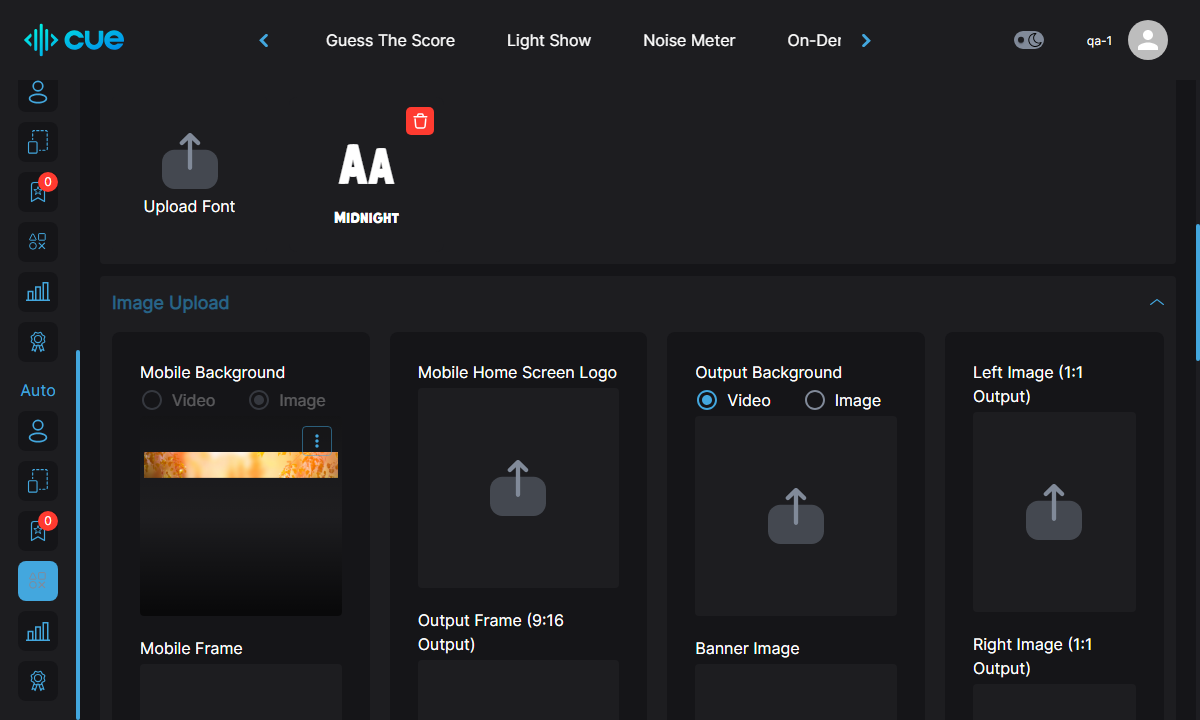 cue
Guess The Score
Light Show
Noise Meter
On-Der
qa-1
0
Auto
0
Upload Font
AA
Midnight
Image Upload
Mobile Background
Video
Image
Mobile Home Screen Logo
Output Background
Video
Image
Left Image (1:1
Output)
Mobile Frame
Output Frame (9:16
Output)
Banner Image
Right Image (1:1
Output)